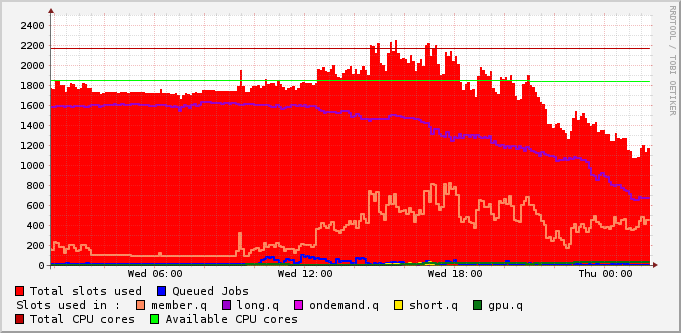 RRDTOOL / TOBI OETIKER
2400
2200
2000
1800
1600
1400
1200
1000
800
600
400
200
0
Wed 06:00 Wed 12:00 Wed 18:00 Thu 00:00
Total slots used Queued Jobs
Slots used in : member.q long.q ondemand.q short.q gpu.q
Total CPU cores Available CPU cores